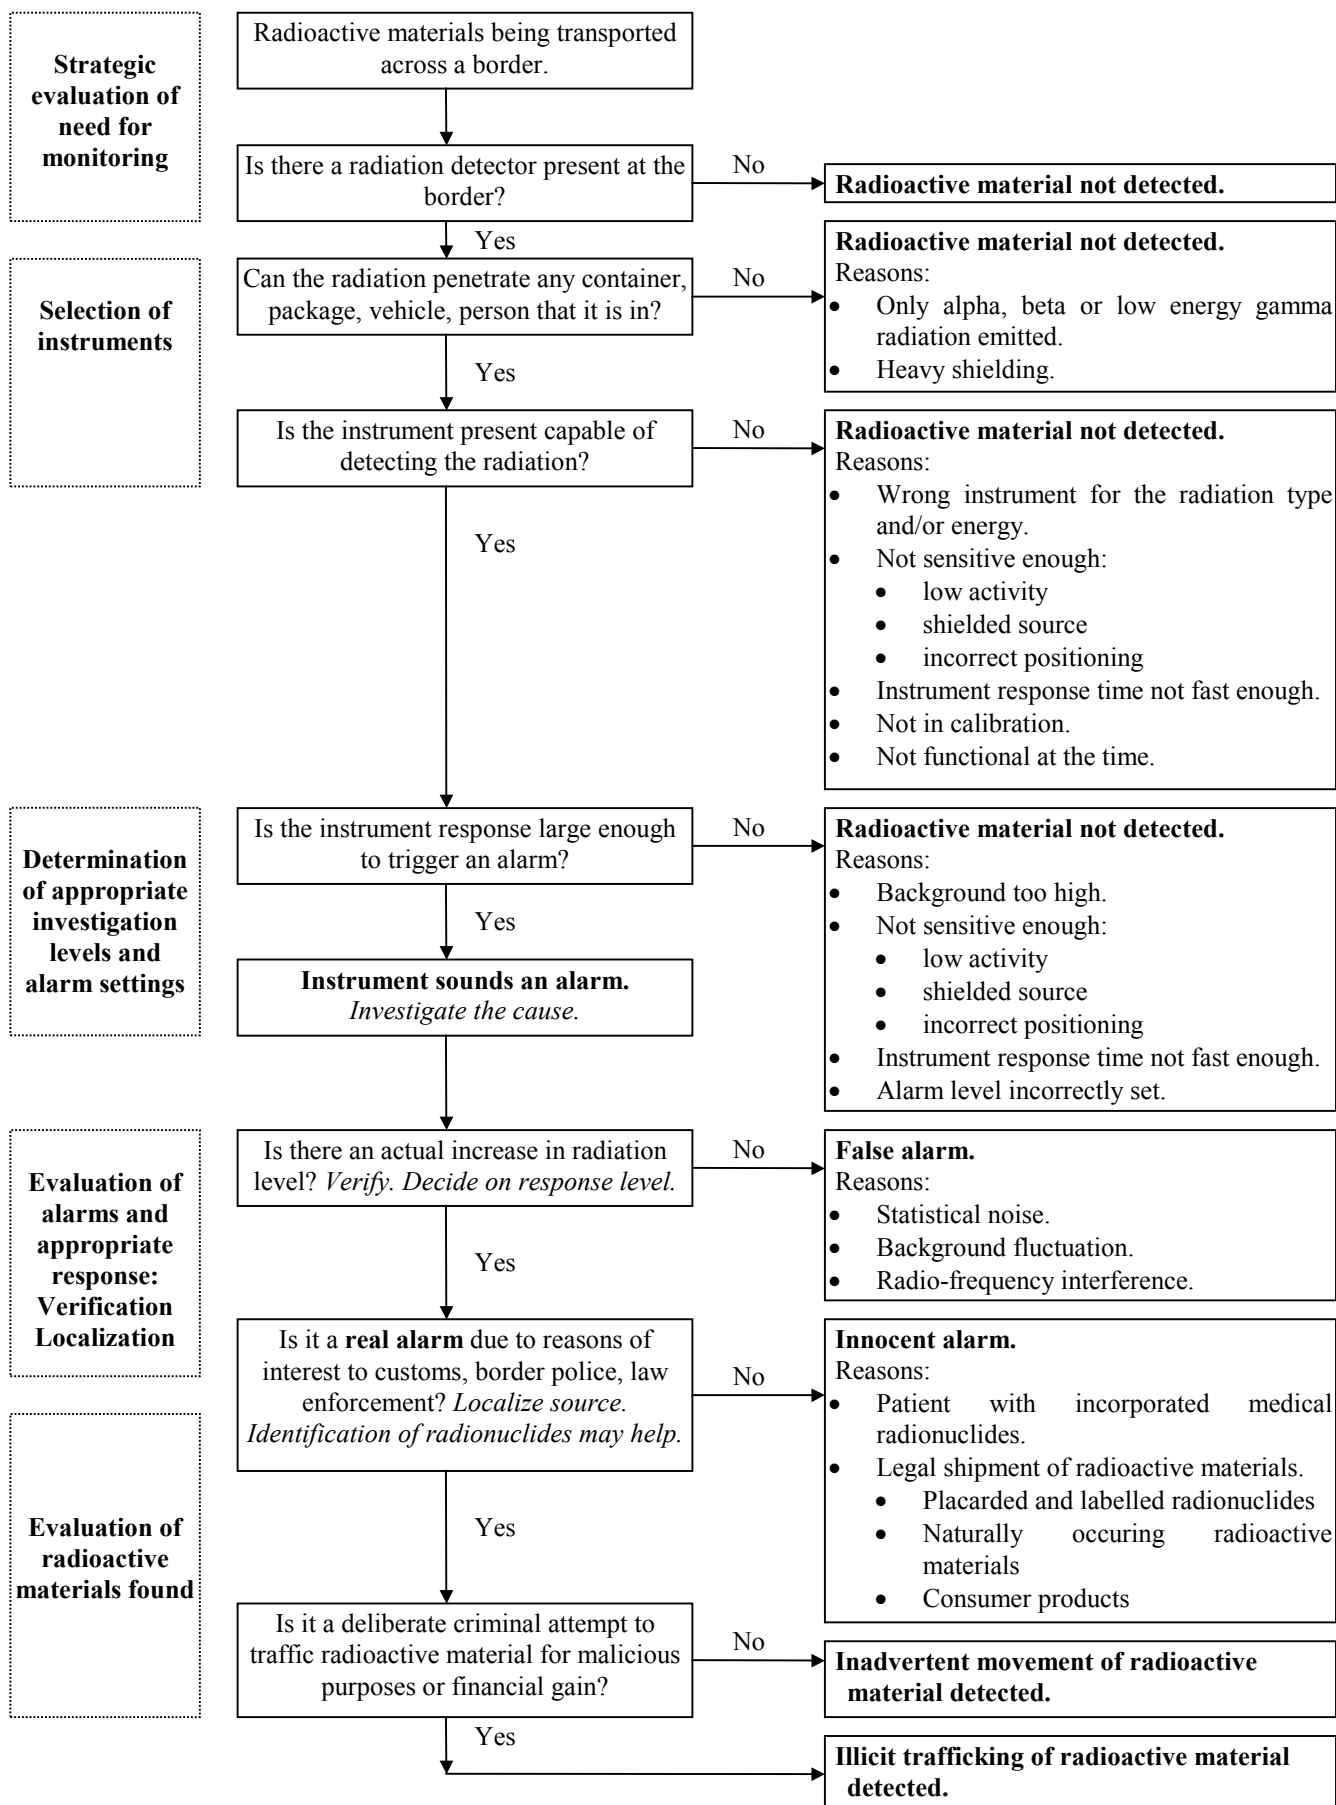 Strategic
evaluation of
need for
monitoring
Radioactive materials being transported
across a border.
Is there a radiation detector present at the
border?
No
Radioactive material not detected.
Yes
Selection of
instruments
Can the radiation penetrate any container,
package, vehicle, person that it is in?
No
Radioactive material not detected.
Reasons:
• Only alpha, beta or low energy gamma
radiation emitted.
• Heavy shielding.
Yes
Is the instrument present capable of
detecting the radiation?
No
Radioactive material not detected.
Reasons:
• Wrong instrument for the radiation type
and/or energy.
• Not sensitive enough:
• low activity
• shielded source
• incorrect positioning
• Instrument response time not fast enough.
• Not in calibration.
• Not functional at the time.
Yes
Determination
of appropriate
investigation
levels and
alarm settings
Is the instrument response large enough
to trigger an alarm?
No
Radioactive material not detected.
Reasons:
• Background too high.
• Not sensitive enough:
• low activity
• shielded source
• incorrect positioning
• Instrument response time not fast enough.
• Alarm level incorrectly set.
Yes
Instrument sounds an alarm.
Investigate the cause.
Evaluation of
alarms and
appropriate
response:
Verification
Localization
Is there an actual increase in radiation
level? Verify. Decide on response level.
No
False alarm.
Reasons:
• Statistical noise.
• Background fluctuation.
• Radio-frequency interference.
Yes
Is it a real alarm due to reasons of
interest to customs, border police, law
enforcement? Localize source.
Identification of radionuclides may help.
No
Innocent alarm.
Reasons:
• Patient with incorporated medical
radionuclides.
• Legal shipment of radioactive materials.
• Placarded and labelled radionuclides
• Naturally occuring radioactive
materials
• Consumer products
Yes
Evaluation of
radioactive
materials found
Is it a deliberate criminal attempt to
traffic radioactive material for malicious
purposes or financial gain?
No
Inadvertent movement of radioactive
material detected.
Yes
Illicit trafficking of radioactive material
detected.